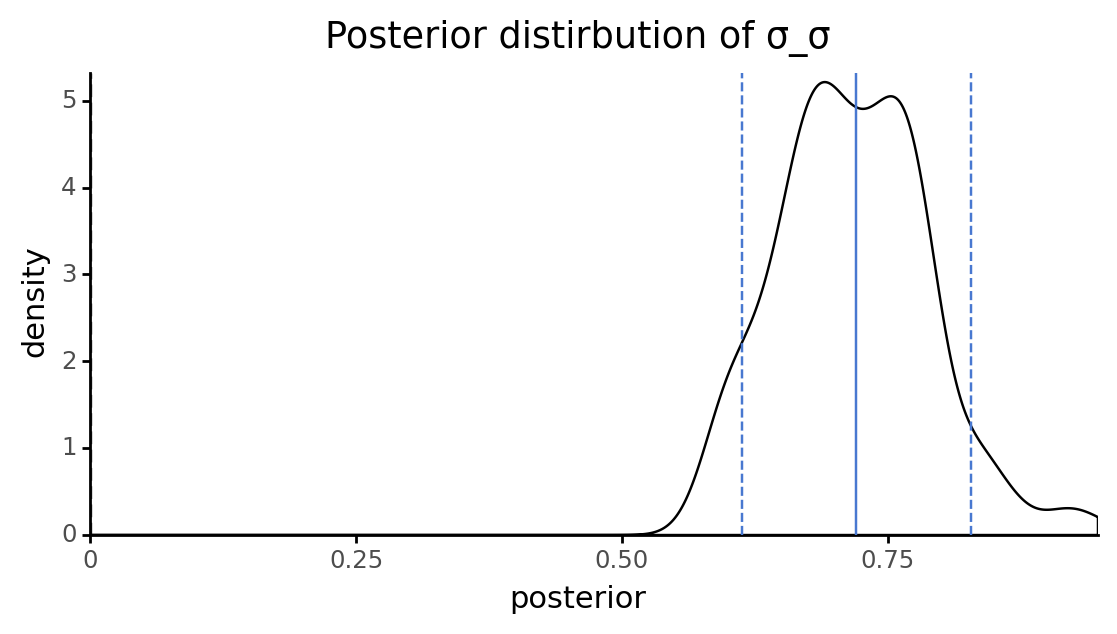 Posterior distirbution of σ_σ
5
4
3
2
1
0
density
0 0.25 0.50 0.75
posterior